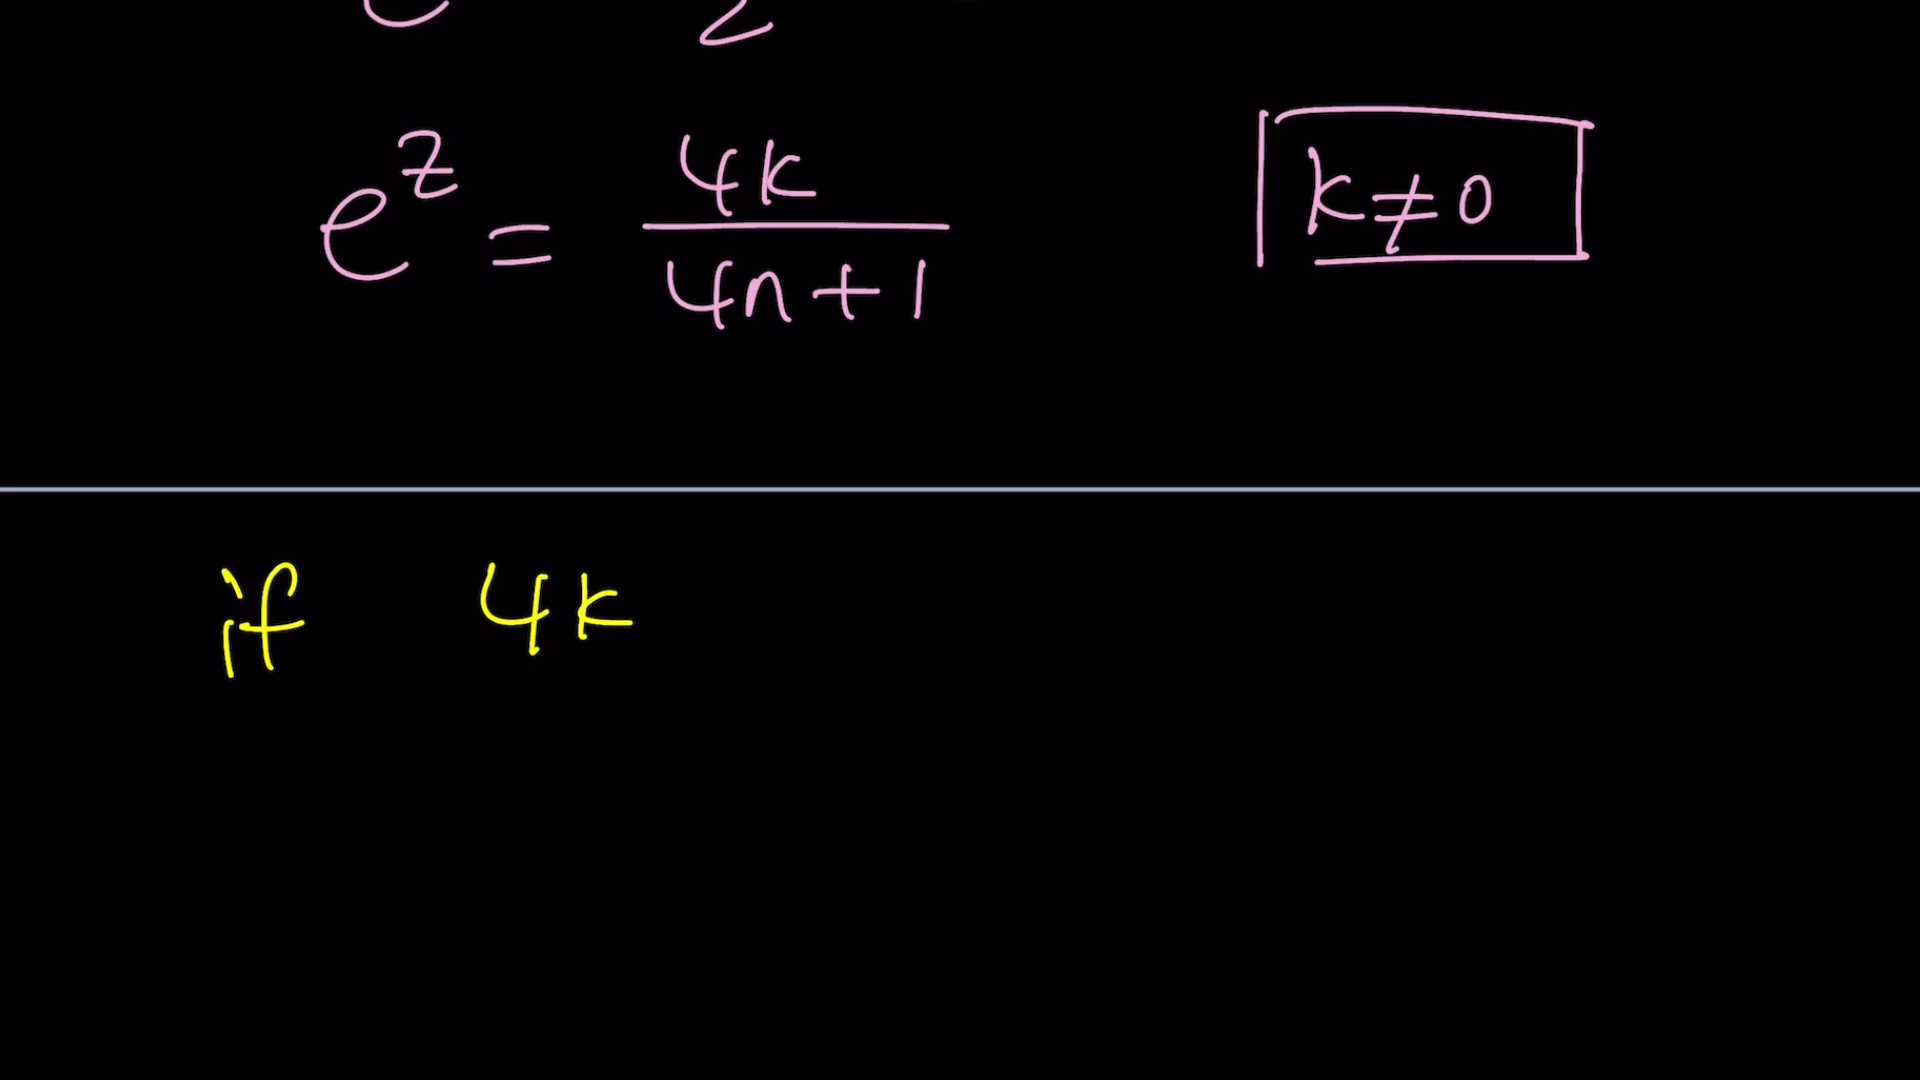 e^z = 4k / 4n+1
k ≠ 0
if 4k